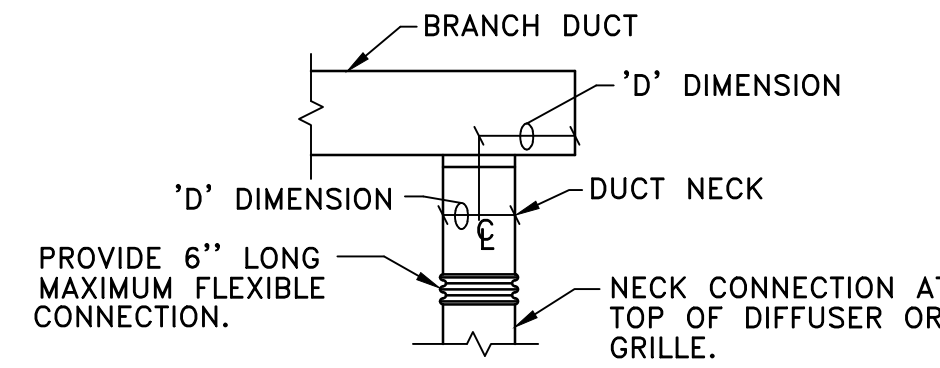 BRANCH DUCT
'D' DIMENSION
'D' DIMENSION
DUCT NECK
CL
PROVIDE 6'' LONG
MAXIMUM FLEXIBLE
CONNECTION.
NECK CONNECTION AT
TOP OF DIFFUSER OR
GRILLE.